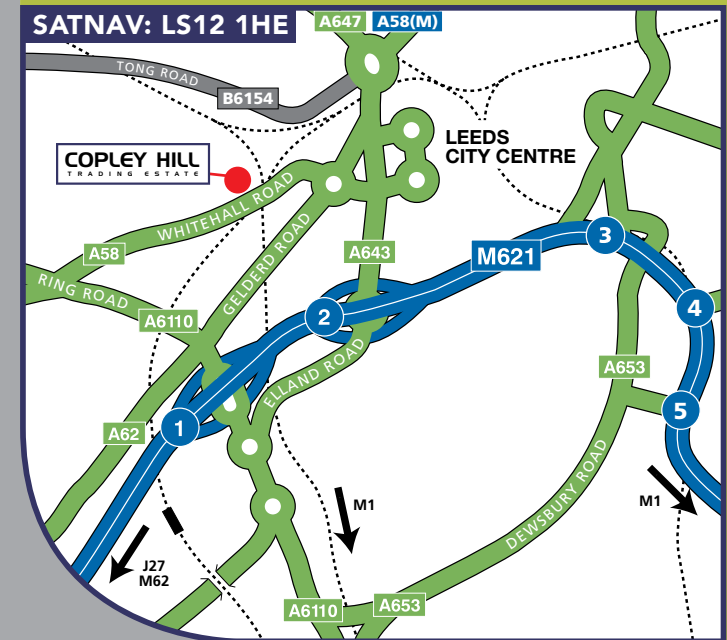 SATNAV: LS12 1HE
A647
A58(M)
TONG ROAD
B6154
LEEDS
CITY CENTRE
COPLEY HILL
TRADING ESTATE
WHITEHALL ROAD
A58
GELDERD ROAD
A643
M621
3
RING ROAD
A6110
2
4
ELLAND ROAD
A653
5
A62
1
DEWSBURY ROAD
M1
M1
J27
M62
A6110
A653